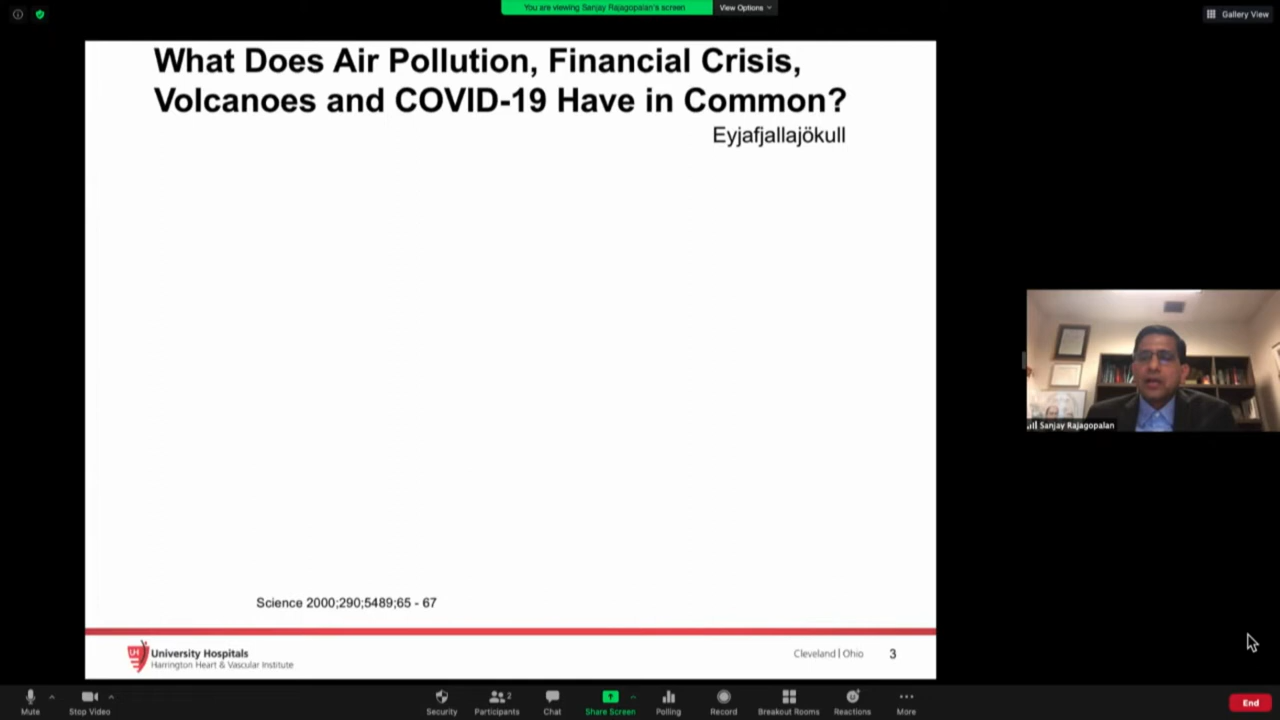 You are viewing Sanjay Rajagopalan's screen
View Options
Gallery View
What Does Air Pollution, Financial Crisis,
Volcanoes and COVID-19 Have in Common?
Eyjafjallajökull
Sanjay Rajagopalan
Science 2000;290;5489;65 - 67
UH
University Hospitals
Harrington Heart & Vascular Institute
Cleveland | Ohio
3
Mute
Stop Video
Security
Participants
2
Chat
Share Screen
Polling
Record
Breakout Rooms
Reactions
More
End